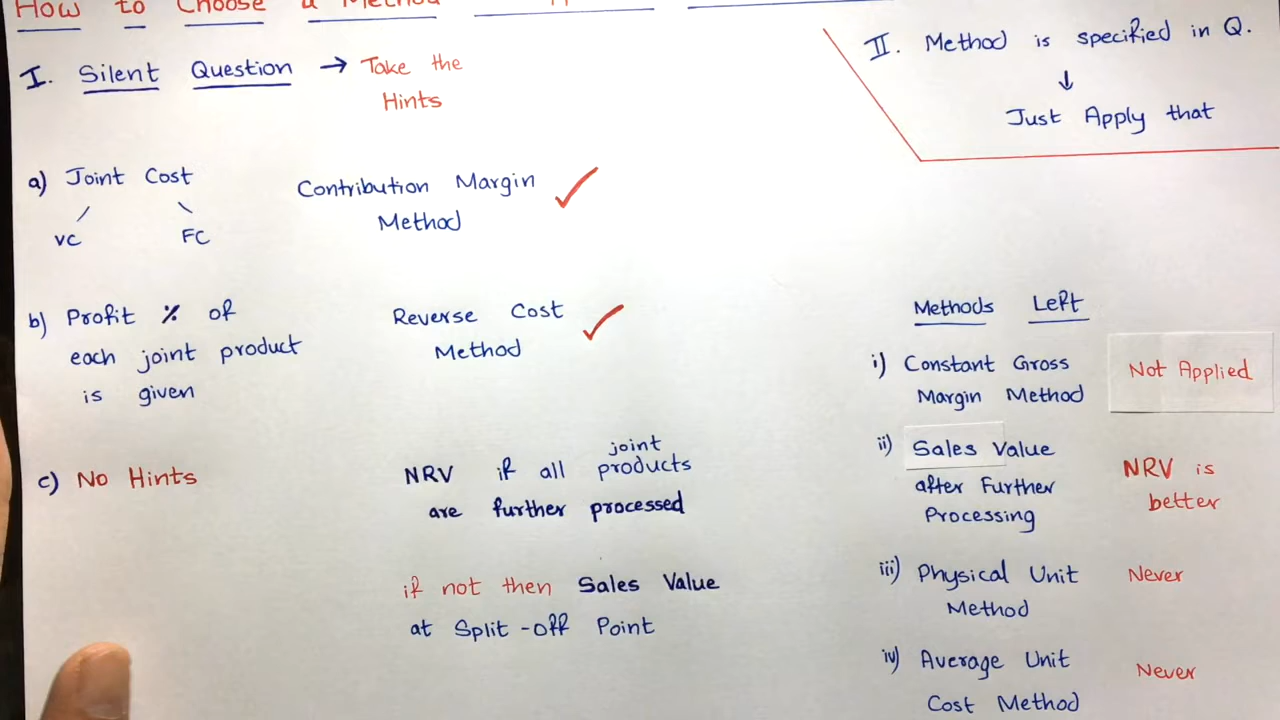 How to Choose a Method
I. Silent Question → Take the
Hints
II. Method is specified in Q.
↓
Just Apply that
a) Joint Cost
VC FC
Contribution Margin
Method ✓
b) Profit % of
each joint product
is given
Reverse Cost
Method ✓
c) No Hints
NRV if all joint products
are further processed
if not then Sales Value
at Split-off Point
Methods Left
i) Constant Gross
Margin Method
Not Applied
ii) Sales Value
after Further
Processing
NRV is
better
iii) Physical Unit
Method
Never
iv) Average Unit
Cost Method
Never